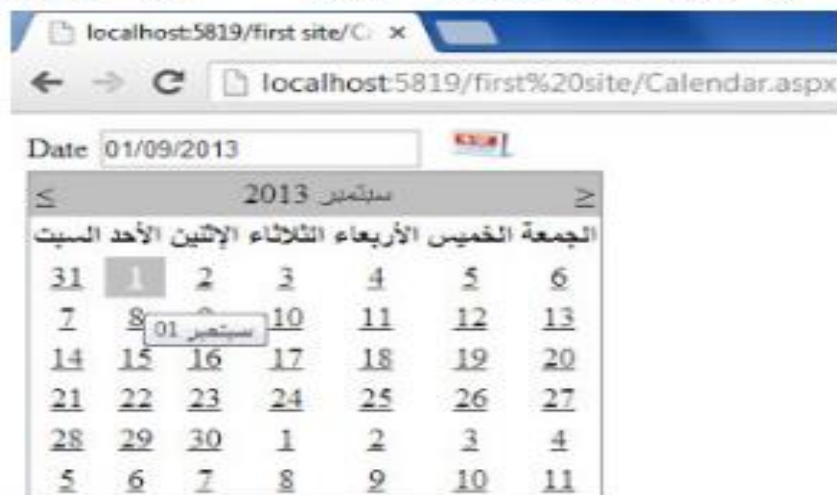 localhost:5819/first site/C
localhost:5819/first%20site/Calendar.aspx
Date 01/09/2013
≤ سبتمبر 2013 ≥
السبت الأحد الإثنين الثلاثاء الأربعاء الخميس الجمعة
31 1 2 3 4 5 6
7 8 10 11 12 13
01 سبتمبر
14 15 16 17 18 19 20
21 22 23 24 25 26 27
28 29 30 1 2 3 4
5 6 7 8 9 10 11